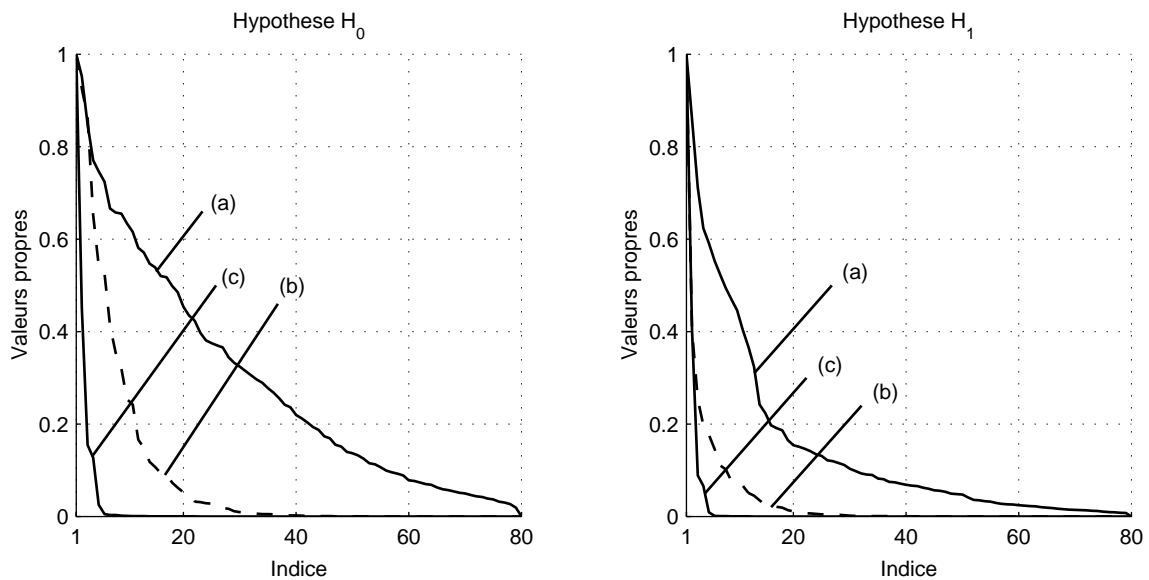 Hypothese H0
1
0.8
0.6
0.4
0.2
0
Valeurs propres
(a)
(c)
(b)
1 20 40 60 80
Indice
Hypothese H1
1
0.8
0.6
0.4
0.2
0
Valeurs propres
(a)
(c)
(b)
1 20 40 60 80
Indice